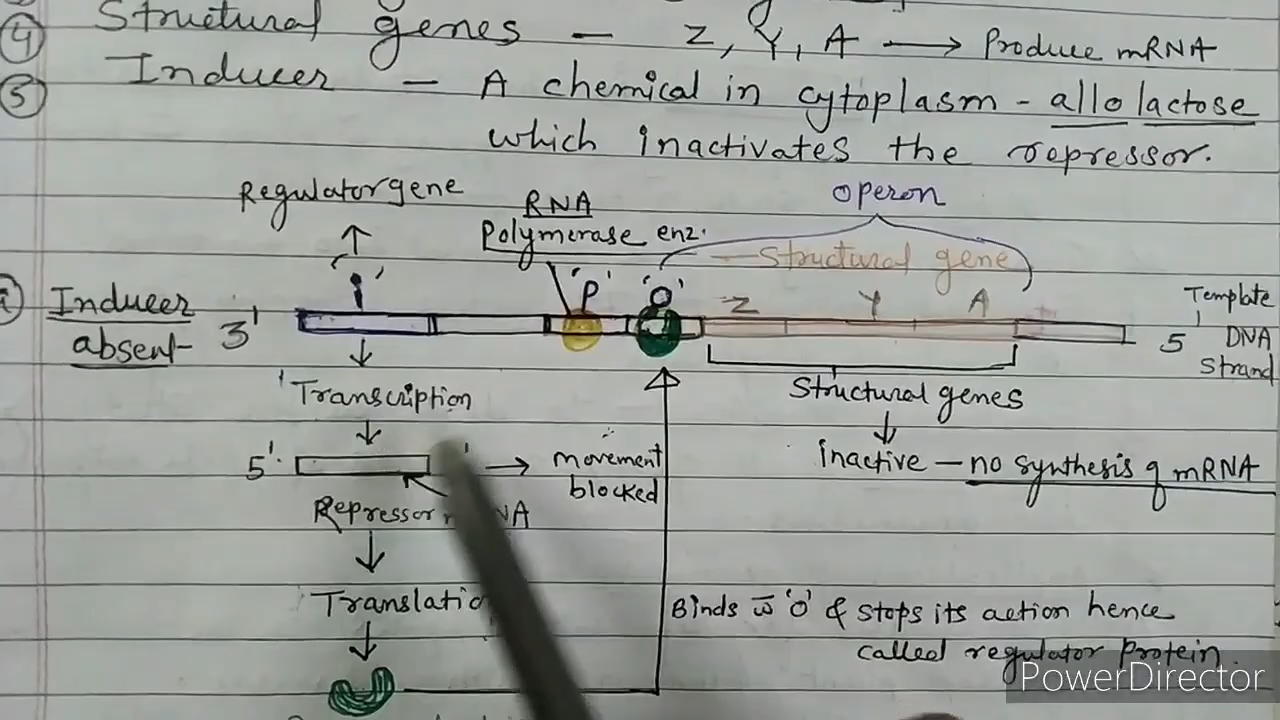 ④ Structural genes — Z, Y, A ⟶ Produce mRNA
⑤ Inducer — A chemical in cytoplasm - allolactose
which inactivates the repressor.
Regulator gene
RNA
Polymerase enz.
operon
Structural gene
'i'
'P'
'O'
Z Y A
Inducer
absent
3'
5
Template
DNA
Strand
Transcription
Structural genes
5'
movement
blocked
inactive — no synthesis of mRNA
Repressor
Binds w̄ 'O' & stops its action hence
called regulator Protein.
PowerDirector